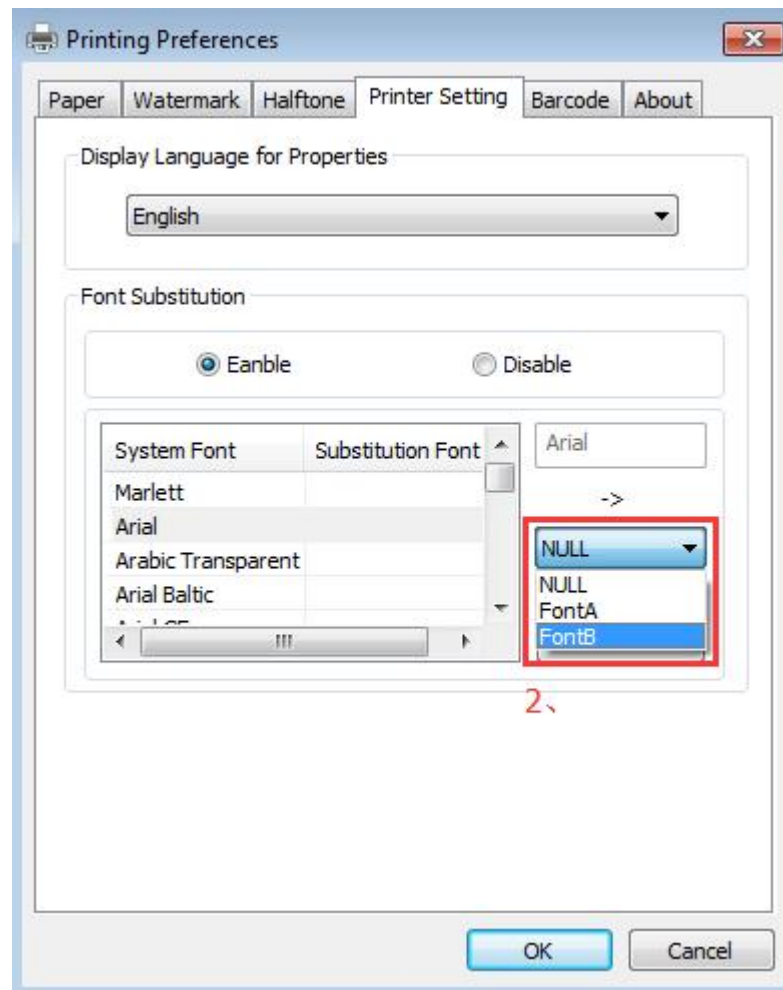 Printing Preferences
Paper Watermark Halftone Printer Setting Barcode About
Display Language for Properties
English
Font Substitution
Eanble Disable
System Font Substitution Font
Marlett
Arial
Arabic Transparent
Arial Baltic
Arial
->
NULL
NULL
FontA
FontB
2、
OK Cancel